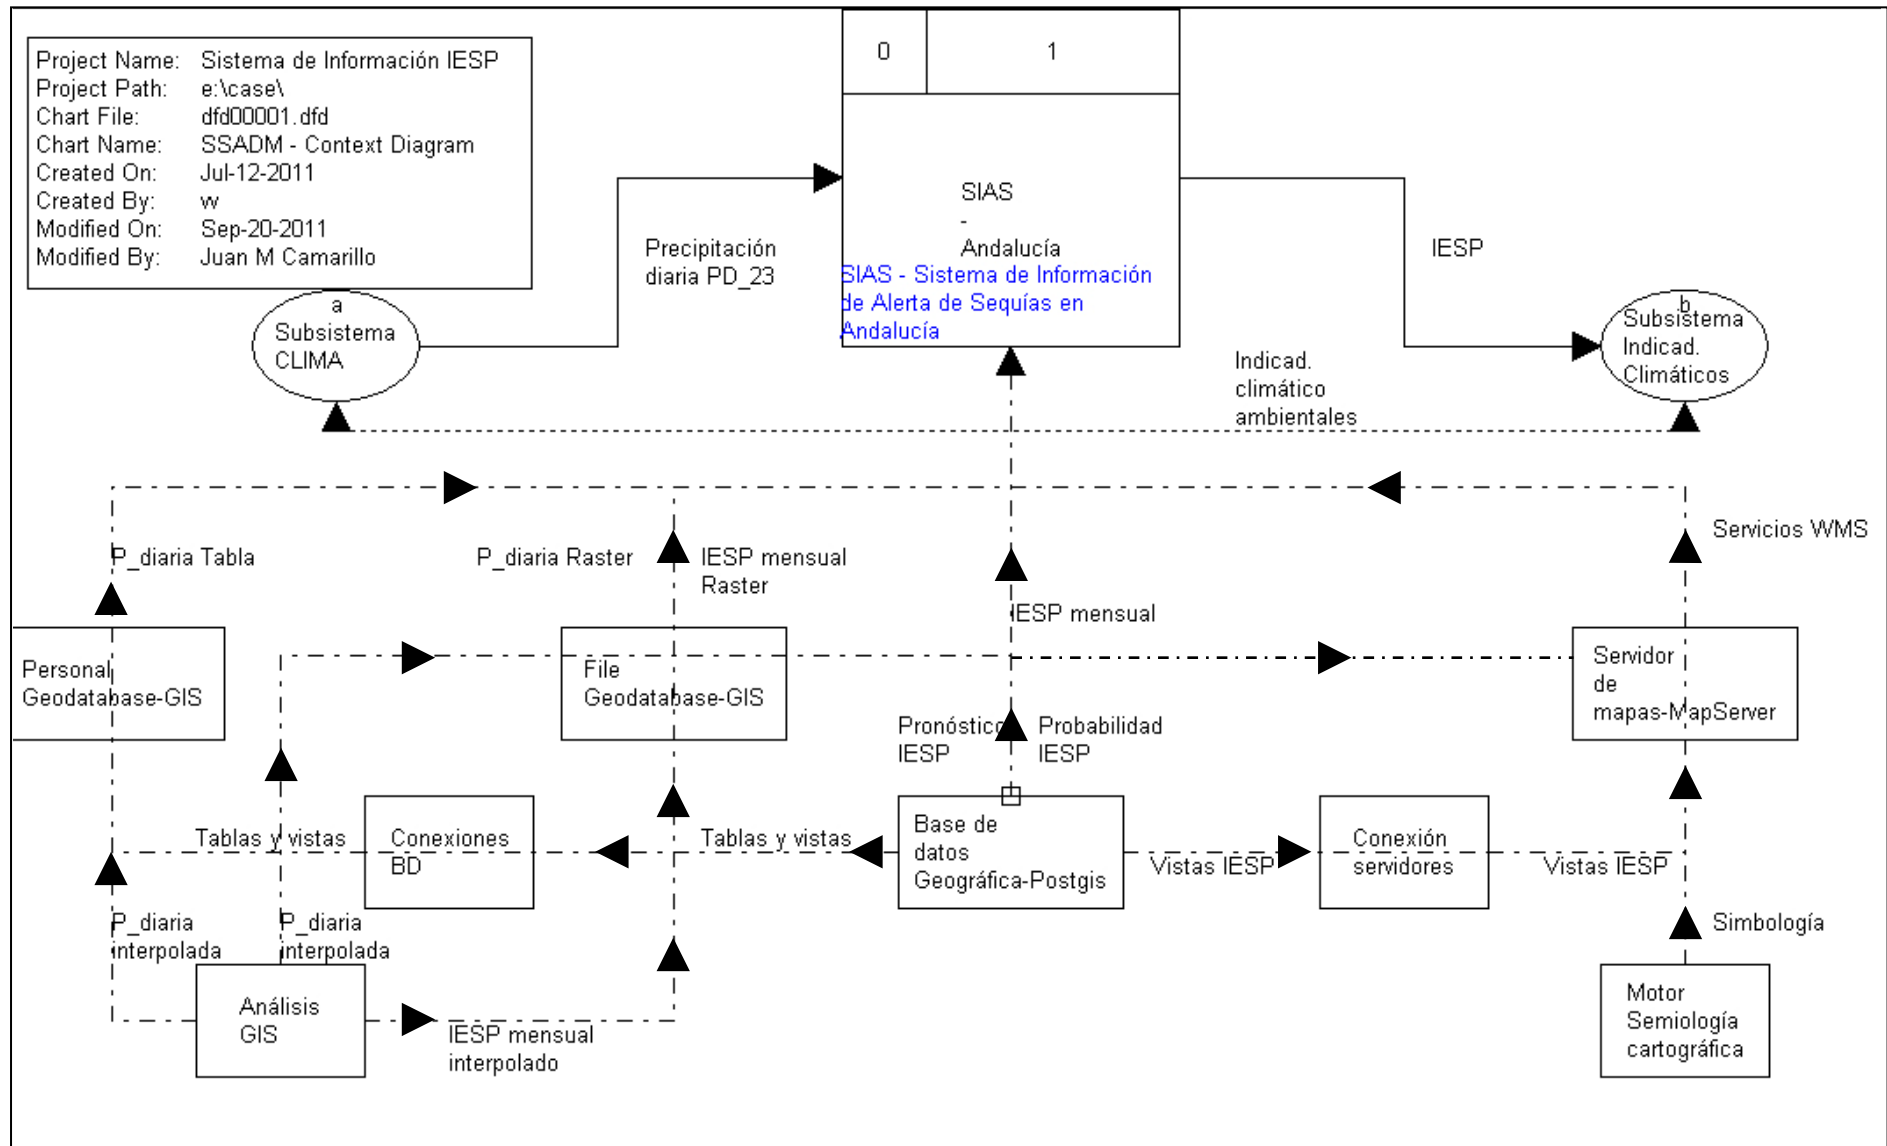 Project Name: Sistema de Información IESP
Project Path: e:\case\
Chart File: dfd00001.dfd
Chart Name: SSADM - Context Diagram
Created On: Jul-12-2011
Created By: w
Modified On: Sep-20-2011
Modified By: Juan M Camarillo
0
1
SIAS
-
Andalucía
SIAS - Sistema de Información
de Alerta de Sequías en
Andalucía
Precipitación
diaria PD_23
IESP
a
Subsistema
CLIMA
b
Subsistema
Indicad.
Climáticos
Indicad.
climático
ambientales
P_diaria Tabla
P_diaria Raster
IESP mensual
Raster
IESP mensual
Servicios WMS
Personal
Geodatabase-GIS
File
Geodatabase-GIS
Servidor
de
mapas-MapServer
Pronóstico
IESP
Probabilidad
IESP
Tablas y vistas
Conexiones
BD
Tablas y vistas
Base de
datos
Geográfica-Postgis
Vistas IESP
Conexión
servidores
Vistas IESP
P_diaria
interpolada
P_diaria
interpolada
Simbología
Análisis
GIS
IESP mensual
interpolado
Motor
Semiología
cartográfica